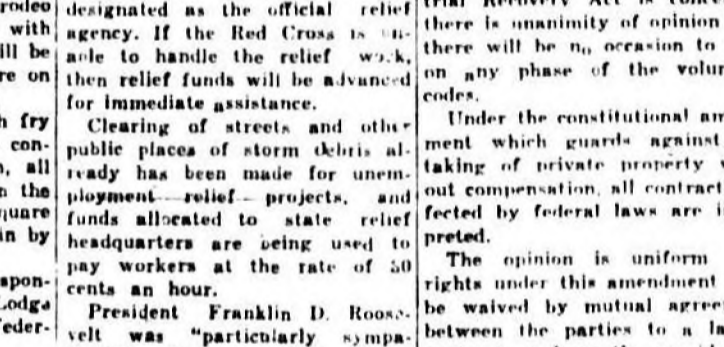 rodeo
with
ill be
re on
h fry
con-
, all
n the
quare
in by
spon-
Lodge
Feder-
designated as the official relief
agency. If the Red Cross is un-
able to handle the relief work,
then relief funds will be advanced
for immediate assistance.
Clearing of streets and other
public places of storm debris al-
ready has been made for unem-
ployment relief projects, and
funds allocated to state relief
headquarters are being used to
pay workers at the rate of 50
cents an hour.
President Franklin D. Roose-
velt was "particularly sympa-
trial Recovery Act is
there is unanimity of opinion
there will be no occasion to
on any phase of the volun
codes.
Under the constitutional am
ment which guards against
taking of private property
out compensation, all contract
fected by federal laws are i
preted.
The opinion is uniform
rights under this amendment
be waived by mutual agree
between the parties to a la